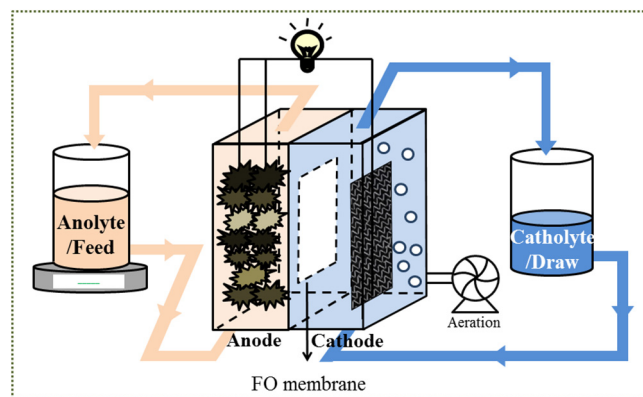 Anolyte
/Feed
Catholyte
/Draw
Aeration
Anode
Cathode
FO membrane